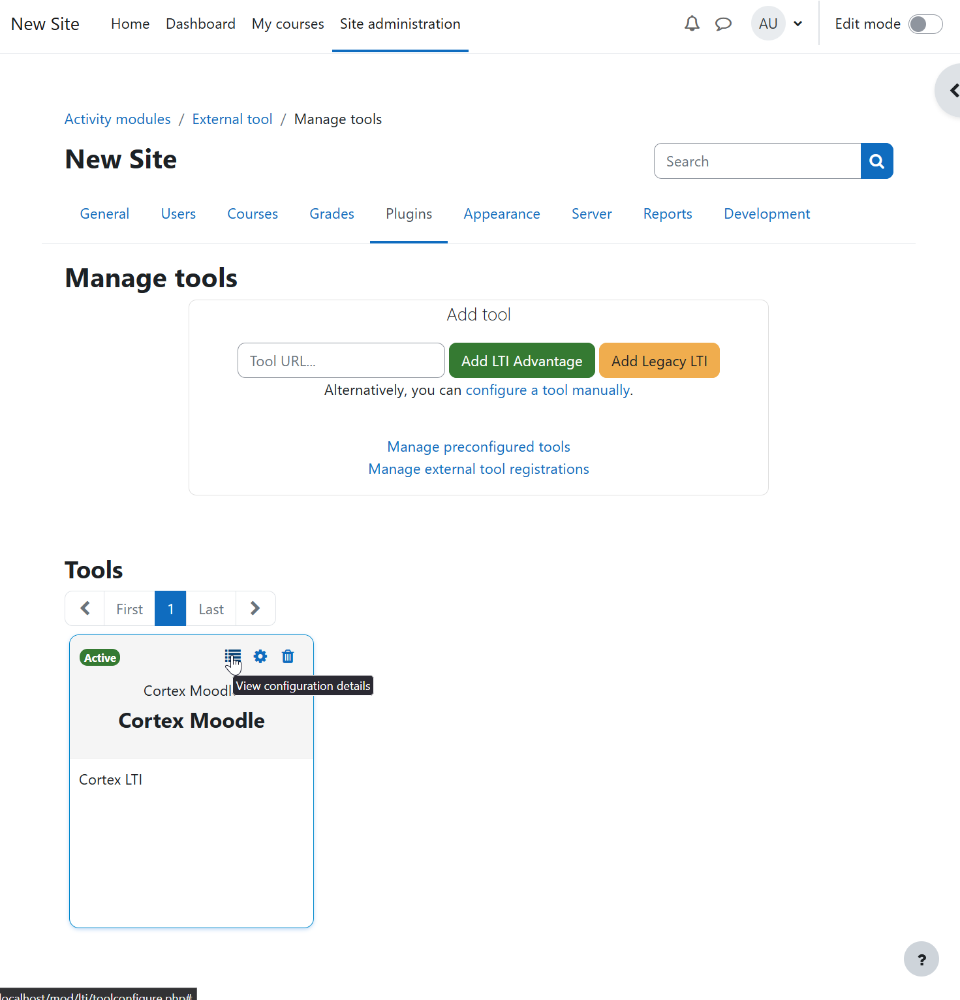 New Site Home Dashboard My courses Site administration AU Edit mode
Activity modules / External tool / Manage tools
New Site
Search
General Users Courses Grades Plugins Appearance Server Reports Development
Manage tools
Add tool
Tool URL... Add LTI Advantage Add Legacy LTI
Alternatively, you can configure a tool manually.
Manage preconfigured tools
Manage external tool registrations
Tools
First 1 Last
Active
View configuration details
Cortex Moodl
Cortex Moodle
Cortex LTI
?
localhost/mod/lti/toolconfigure.php#